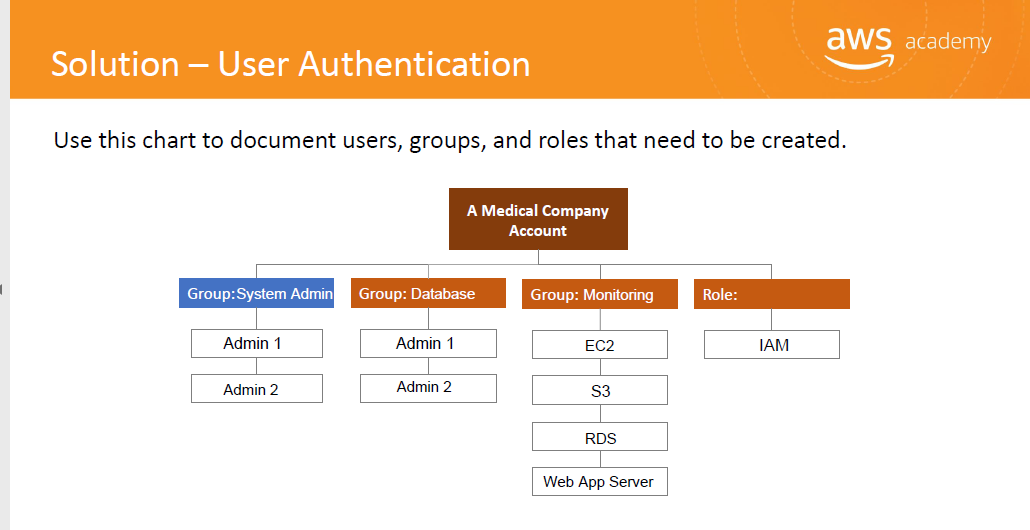 aws academy
Solution – User Authentication
Use this chart to document users, groups, and roles that need to be created.
A Medical Company
Account
Group:System Admin
Group: Database
Group: Monitoring
Role:
Admin 1
Admin 1
EC2
IAM
Admin 2
Admin 2
S3
RDS
Web App Server